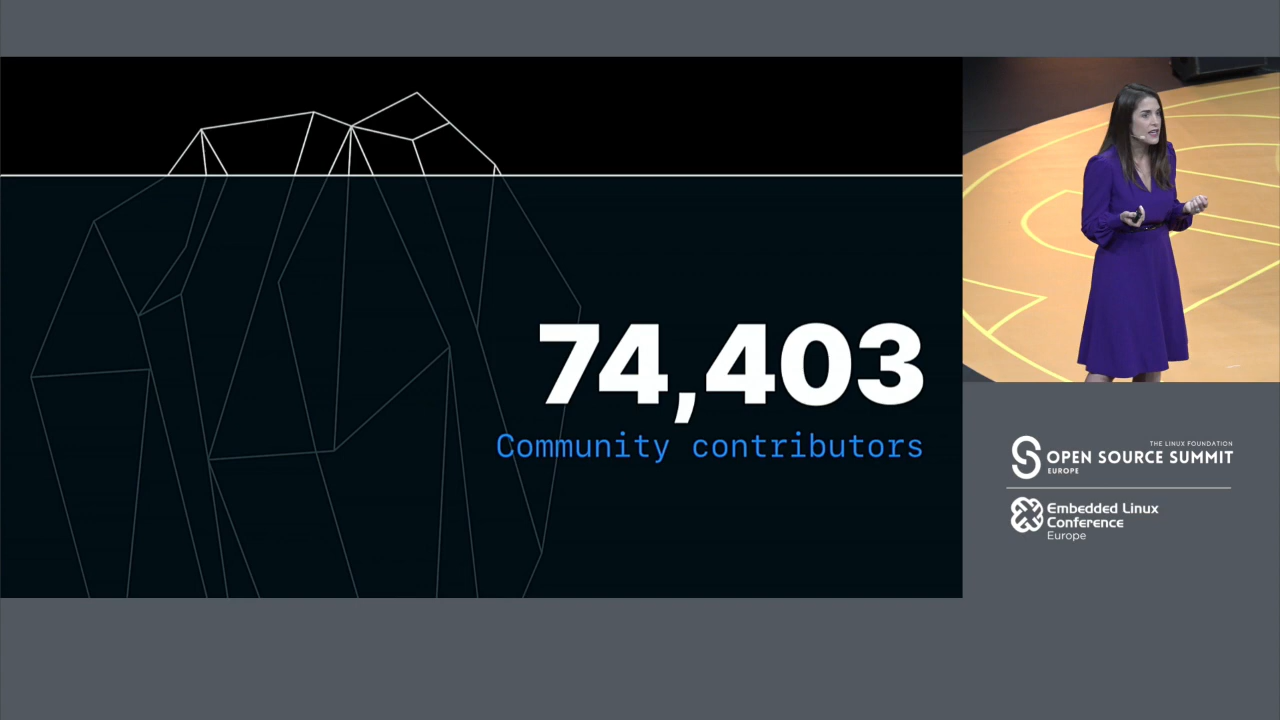 74,403
Community contributors
THE LINUX FOUNDATION
OPEN SOURCE SUMMIT
EUROPE
Embedded Linux
Conference
Europe